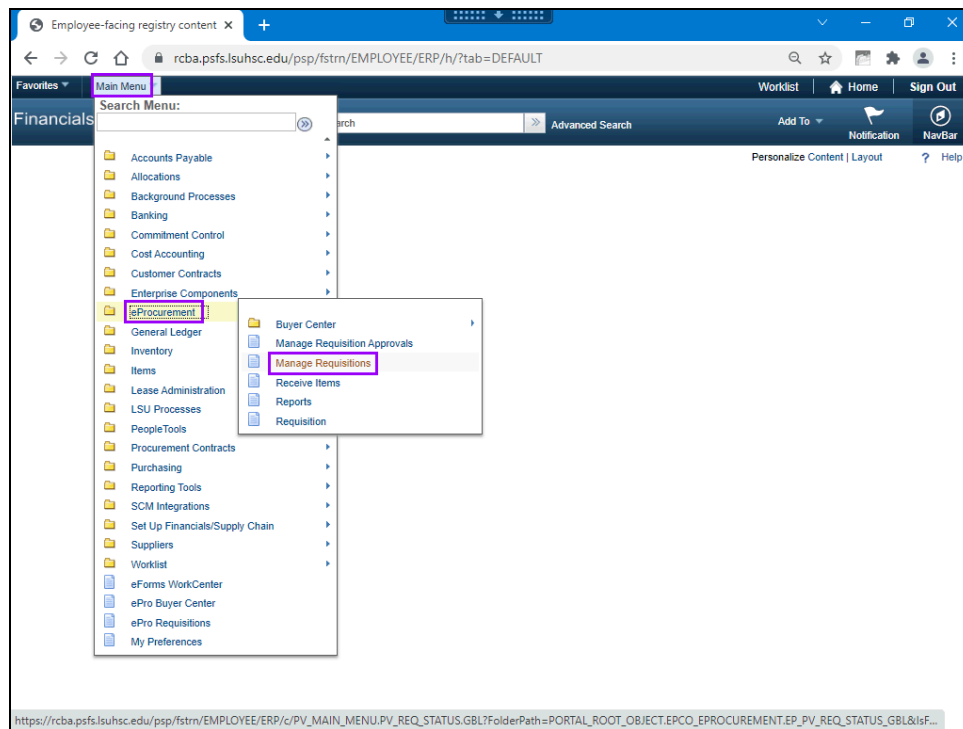 Employee-facing registry content
rcba.psfs.lsuhsc.edu/psp/fstrn/EMPLOYEE/ERP/h/?tab=DEFAULT
Favorites Main Menu Worklist Home Sign Out
Search Menu:
Financials arch Advanced Search Add To Notification NavBar
Personalize Content | Layout ? Help
Accounts Payable
Allocations
Background Processes
Banking
Commitment Control
Cost Accounting
Customer Contracts
Enterprise Components
eProcurement
General Ledger
Inventory
Items
Lease Administration
LSU Processes
PeopleTools
Procurement Contracts
Purchasing
Reporting Tools
SCM Integrations
Set Up Financials/Supply Chain
Suppliers
Worklist
eForms WorkCenter
ePro Buyer Center
ePro Requisitions
My Preferences
Buyer Center
Manage Requisition Approvals
Manage Requisitions
Receive Items
Reports
Requisition
https://rcba.psfs.lsuhsc.edu/psp/fstrn/EMPLOYEE/ERP/c/PV_MAIN_MENU.PV_REQ_STATUS.GBL?FolderPath=PORTAL_ROOT_OBJECT.EPCO_EPROCUREMENT.EP_PV_REQ_STATUS_GBL&IsF...